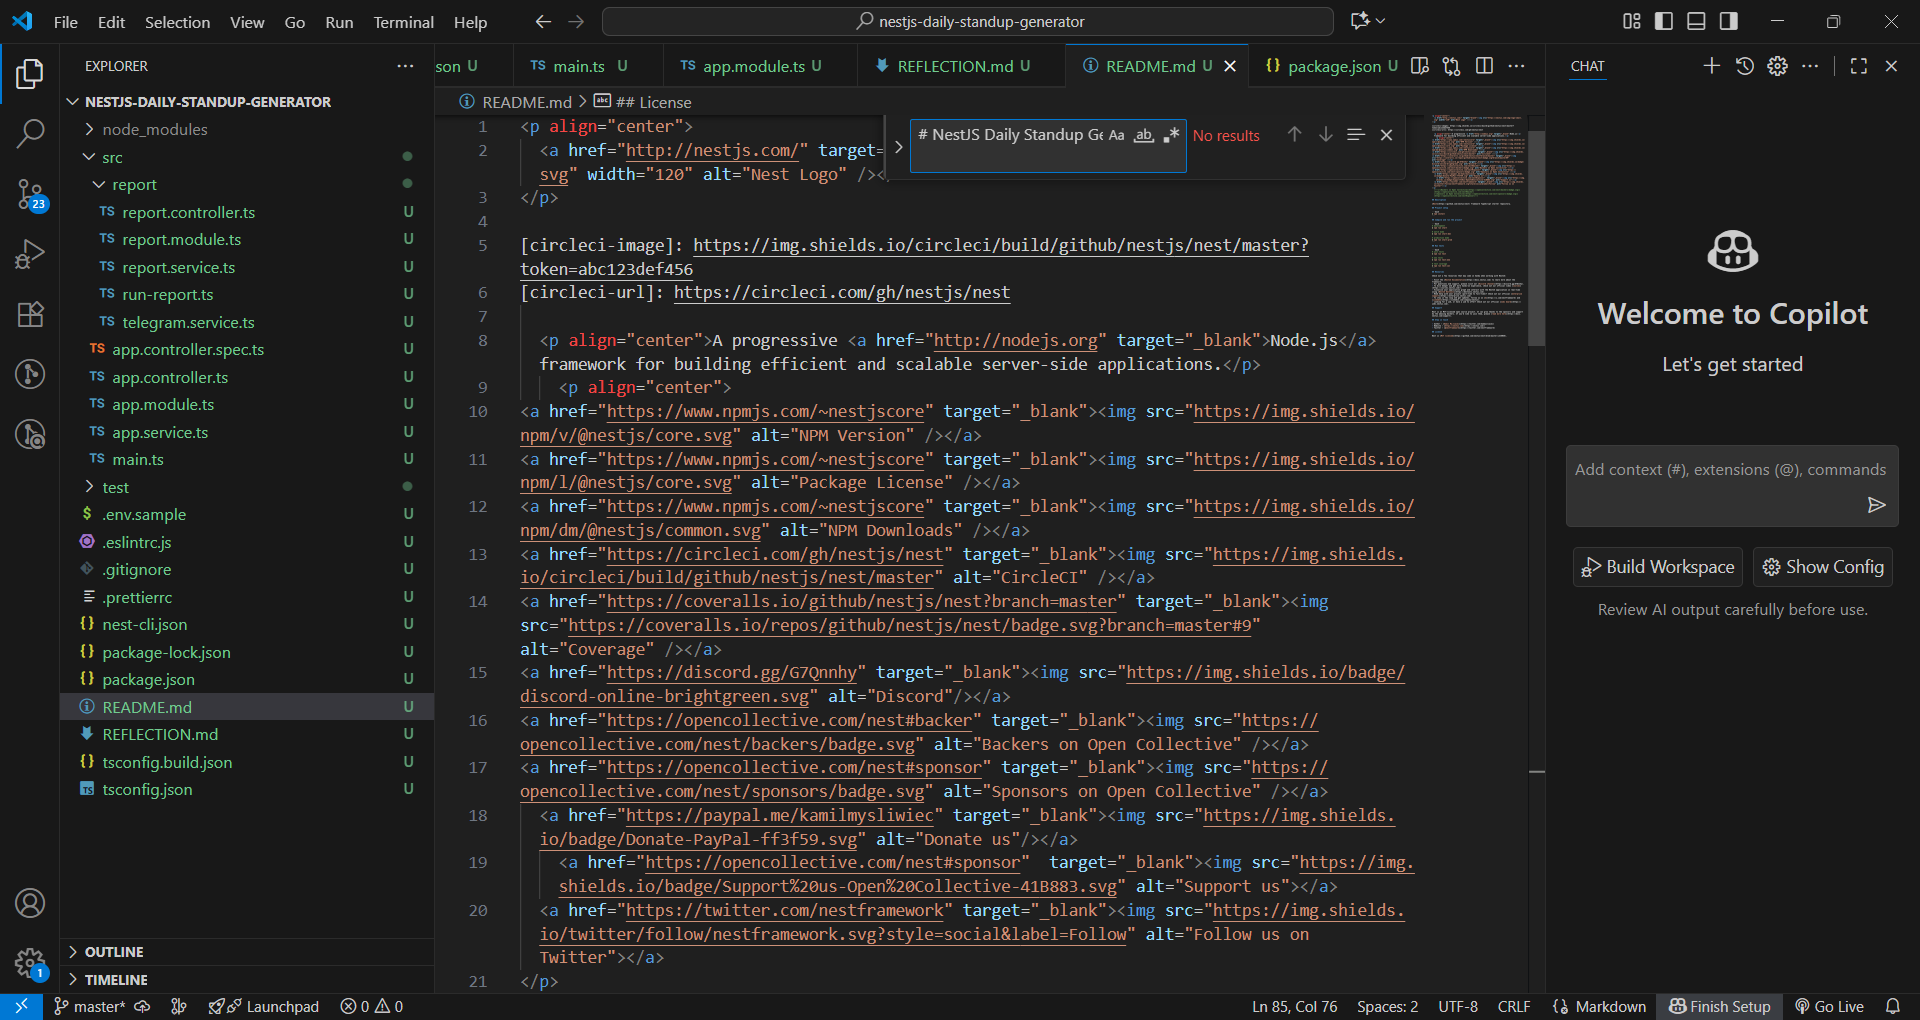 File Edit Selection View Go Run Terminal Help
nestjs-daily-standup-generator
EXPLORER
NESTJS-DAILY-STANDUP-GENERATOR
node_modules
src
report
TS report.controller.ts U
TS report.module.ts U
TS report.service.ts U
TS run-report.ts U
TS telegram.service.ts U
TS app.controller.spec.ts U
TS app.controller.ts U
TS app.module.ts U
TS app.service.ts U
TS main.ts U
test
$ .env.sample U
.eslintrc.js U
.gitignore U
.prettierrc U
{} nest-cli.json U
{} package-lock.json U
{} package.json U
README.md U
REFLECTION.md U
{} tsconfig.build.json U
TS tsconfig.json U
OUTLINE
TIMELINE
23
1
son U
TS main.ts U
TS app.module.ts U
REFLECTION.md U
README.md U
{} package.json U
README.md > abc ## License
# NestJS Daily Standup Ge Aa ab .* No results
1 <p align="center">
2 <a href="http://nestjs.com/" target=
svg" width="120" alt="Nest Logo" /><
3 </p>
4
5 [circleci-image]: https://img.shields.io/circleci/build/github/nestjs/nest/master?
token=abc123def456
6 [circleci-url]: https://circleci.com/gh/nestjs/nest
7
8 <p align="center">A progressive <a href="http://nodejs.org" target="_blank">Node.js</a>
framework for building efficient and scalable server-side applications.</p>
9 <p align="center">
10 <a href="https://www.npmjs.com/~nestjscore" target="_blank"><img src="https://img.shields.io/
npm/v/@nestjs/core.svg" alt="NPM Version" /></a>
11 <a href="https://www.npmjs.com/~nestjscore" target="_blank"><img src="https://img.shields.io/
npm/l/@nestjs/core.svg" alt="Package License" /></a>
12 <a href="https://www.npmjs.com/~nestjscore" target="_blank"><img src="https://img.shields.io/
npm/dm/@nestjs/common.svg" alt="NPM Downloads" /></a>
13 <a href="https://circleci.com/gh/nestjs/nest" target="_blank"><img src="https://img.shields.
io/circleci/build/github/nestjs/nest/master" alt="CircleCI" /></a>
14 <a href="https://coveralls.io/github/nestjs/nest?branch=master" target="_blank"><img
src="https://coveralls.io/repos/github/nestjs/nest/badge.svg?branch=master#9"
alt="Coverage" /></a>
15 <a href="https://discord.gg/G7Qnnhy" target="_blank"><img src="https://img.shields.io/badge/
discord-online-brightgreen.svg" alt="Discord"/></a>
16 <a href="https://opencollective.com/nest#backer" target="_blank"><img src="https://
opencollective.com/nest/backers/badge.svg" alt="Backers on Open Collective" /></a>
17 <a href="https://opencollective.com/nest#sponsor" target="_blank"><img src="https://
opencollective.com/nest/sponsors/badge.svg" alt="Sponsors on Open Collective" /></a>
18 <a href="https://paypal.me/kamilmysliwiec" target="_blank"><img src="https://img.shields.
io/badge/Donate-PayPal-ff3f59.svg" alt="Donate us"/></a>
19 <a href="https://opencollective.com/nest#sponsor"  target="_blank"><img src="https://img.
shields.io/badge/Support%20us-Open%20Collective-41B883.svg" alt="Support us"></a>
20 <a href="https://twitter.com/nestframework" target="_blank"><img src="https://img.shields.
io/twitter/follow/nestframework.svg?style=social&label=Follow" alt="Follow us on
Twitter"></a>
21 </p>
CHAT
Welcome to Copilot
Let's get started
Add context (#), extensions (@), commands
Build Workspace
Show Config
Review AI output carefully before use.
master* Launchpad 0 0
Ln 85, Col 76 Spaces: 2 UTF-8 CRLF {} Markdown Finish Setup Go Live